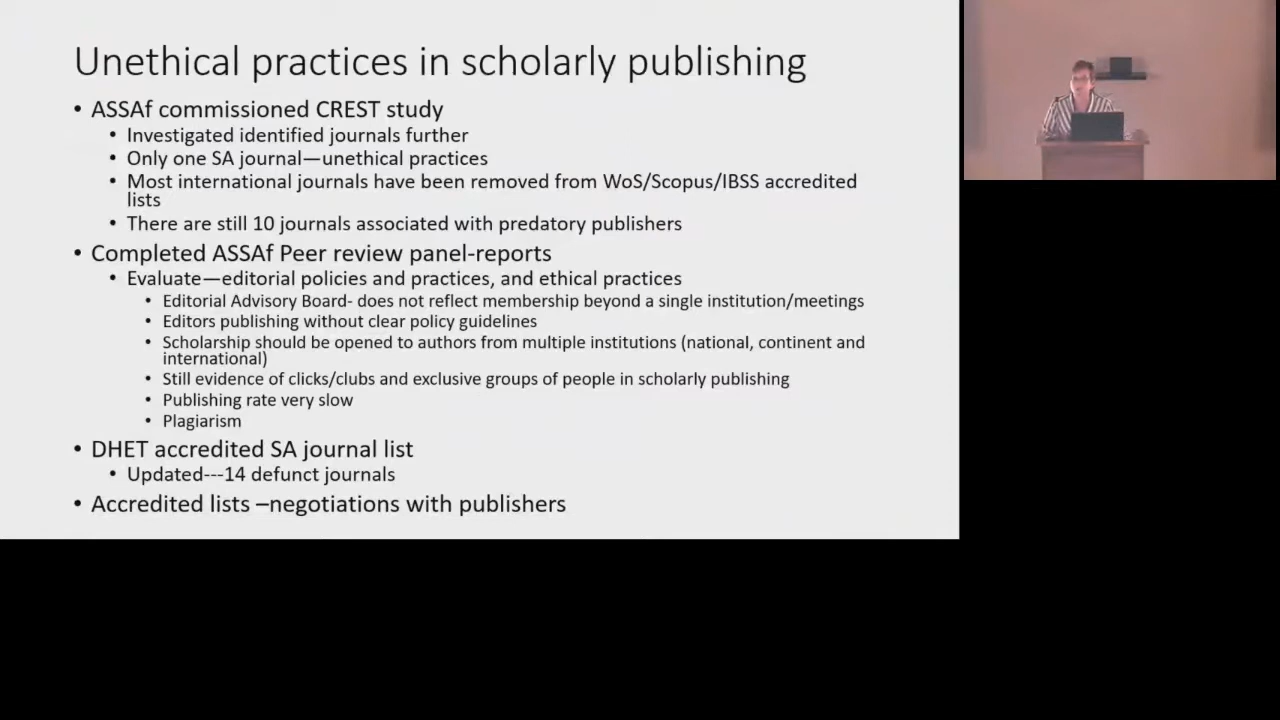 Unethical practices in scholarly publishing
• ASSAf commissioned CREST study
• Investigated identified journals further
• Only one SA journal—unethical practices
• Most international journals have been removed from WoS/Scopus/IBSS accredited
lists
• There are still 10 journals associated with predatory publishers
• Completed ASSAf Peer review panel-reports
• Evaluate—editorial policies and practices, and ethical practices
• Editorial Advisory Board- does not reflect membership beyond a single institution/meetings
• Editors publishing without clear policy guidelines
• Scholarship should be opened to authors from multiple institutions (national, continent and
international)
• Still evidence of clicks/clubs and exclusive groups of people in scholarly publishing
• Publishing rate very slow
• Plagiarism
• DHET accredited SA journal list
• Updated---14 defunct journals
• Accredited lists –negotiations with publishers